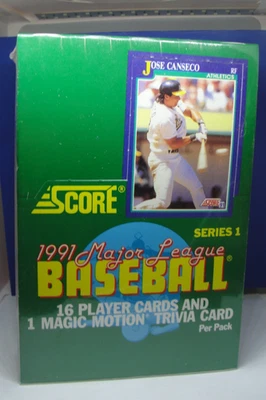 JOSE CANSECO RF
ATHLETICS
SCORE®
SERIES 1
1991 Major League
BASEBALL®
16 PLAYER CARDS AND
1 MAGIC MOTION® TRIVIA CARD
Per Pack